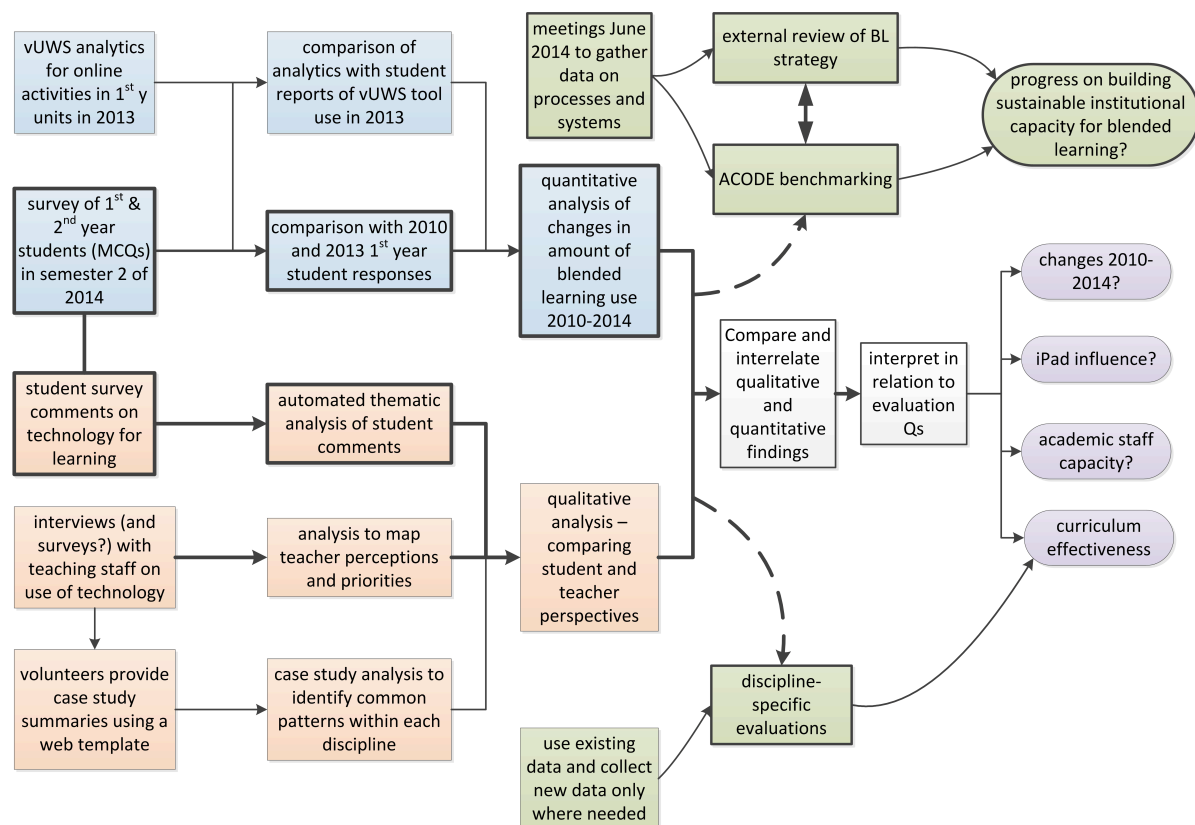 vUWS analytics
for online
activities in 1st y
units in 2013
comparison of
analytics with student
reports of vUWS tool
use in 2013
meetings June
2014 to gather
data on
processes and
systems
external review of BL
strategy
progress on building
sustainable institutional
capacity for blended
learning?
ACODE benchmarking
survey of 1st &
2nd year
students (MCQs)
in semester 2 of
2014
comparison with 2010
and 2013 1st year
student responses
quantitative
analysis of
changes in
amount of
blended
learning use
2010-2014
changes 2010-
2014?
Compare and
interrelate
qualitative
and
quantitative
findings
interpret in
relation to
evaluation
Qs
iPad influence?
academic staff
capacity?
curriculum
effectiveness
student survey
comments on
technology for
learning
automated thematic
analysis of student
comments
interviews (and
surveys?) with
teaching staff on
use of technology
analysis to map
teacher perceptions
and priorities
qualitative
analysis –
comparing
student and
teacher
perspectives
volunteers provide
case study
summaries using a
web template
case study analysis to
identify common
patterns within each
discipline
discipline-
specific
evaluations
use existing
data and collect
new data only
where needed